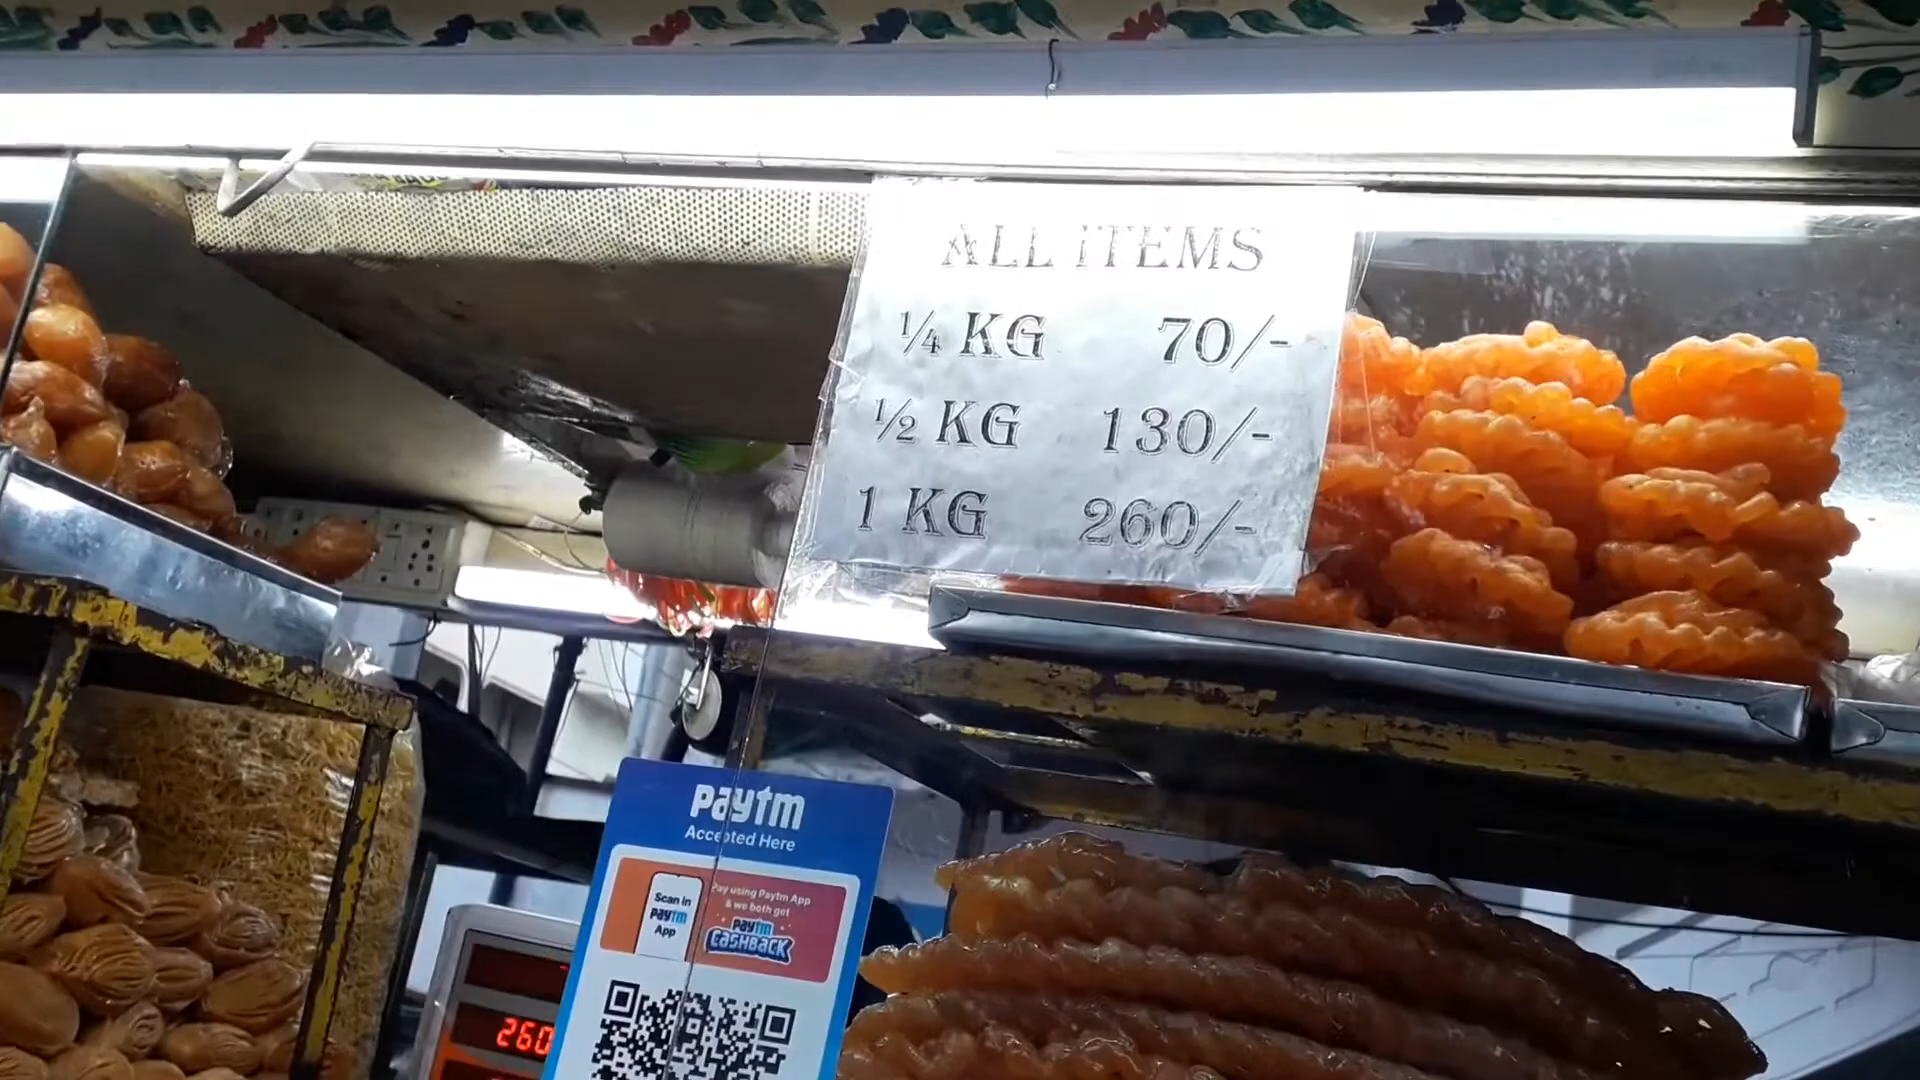 ALL ITEMS
¼ KG 70/-
½ KG 130/-
1 KG 260/-
paytm
Accepted Here
Scan in
paytm
App
Pay using Paytm App
& we both get
paytm
CASHBACK
260